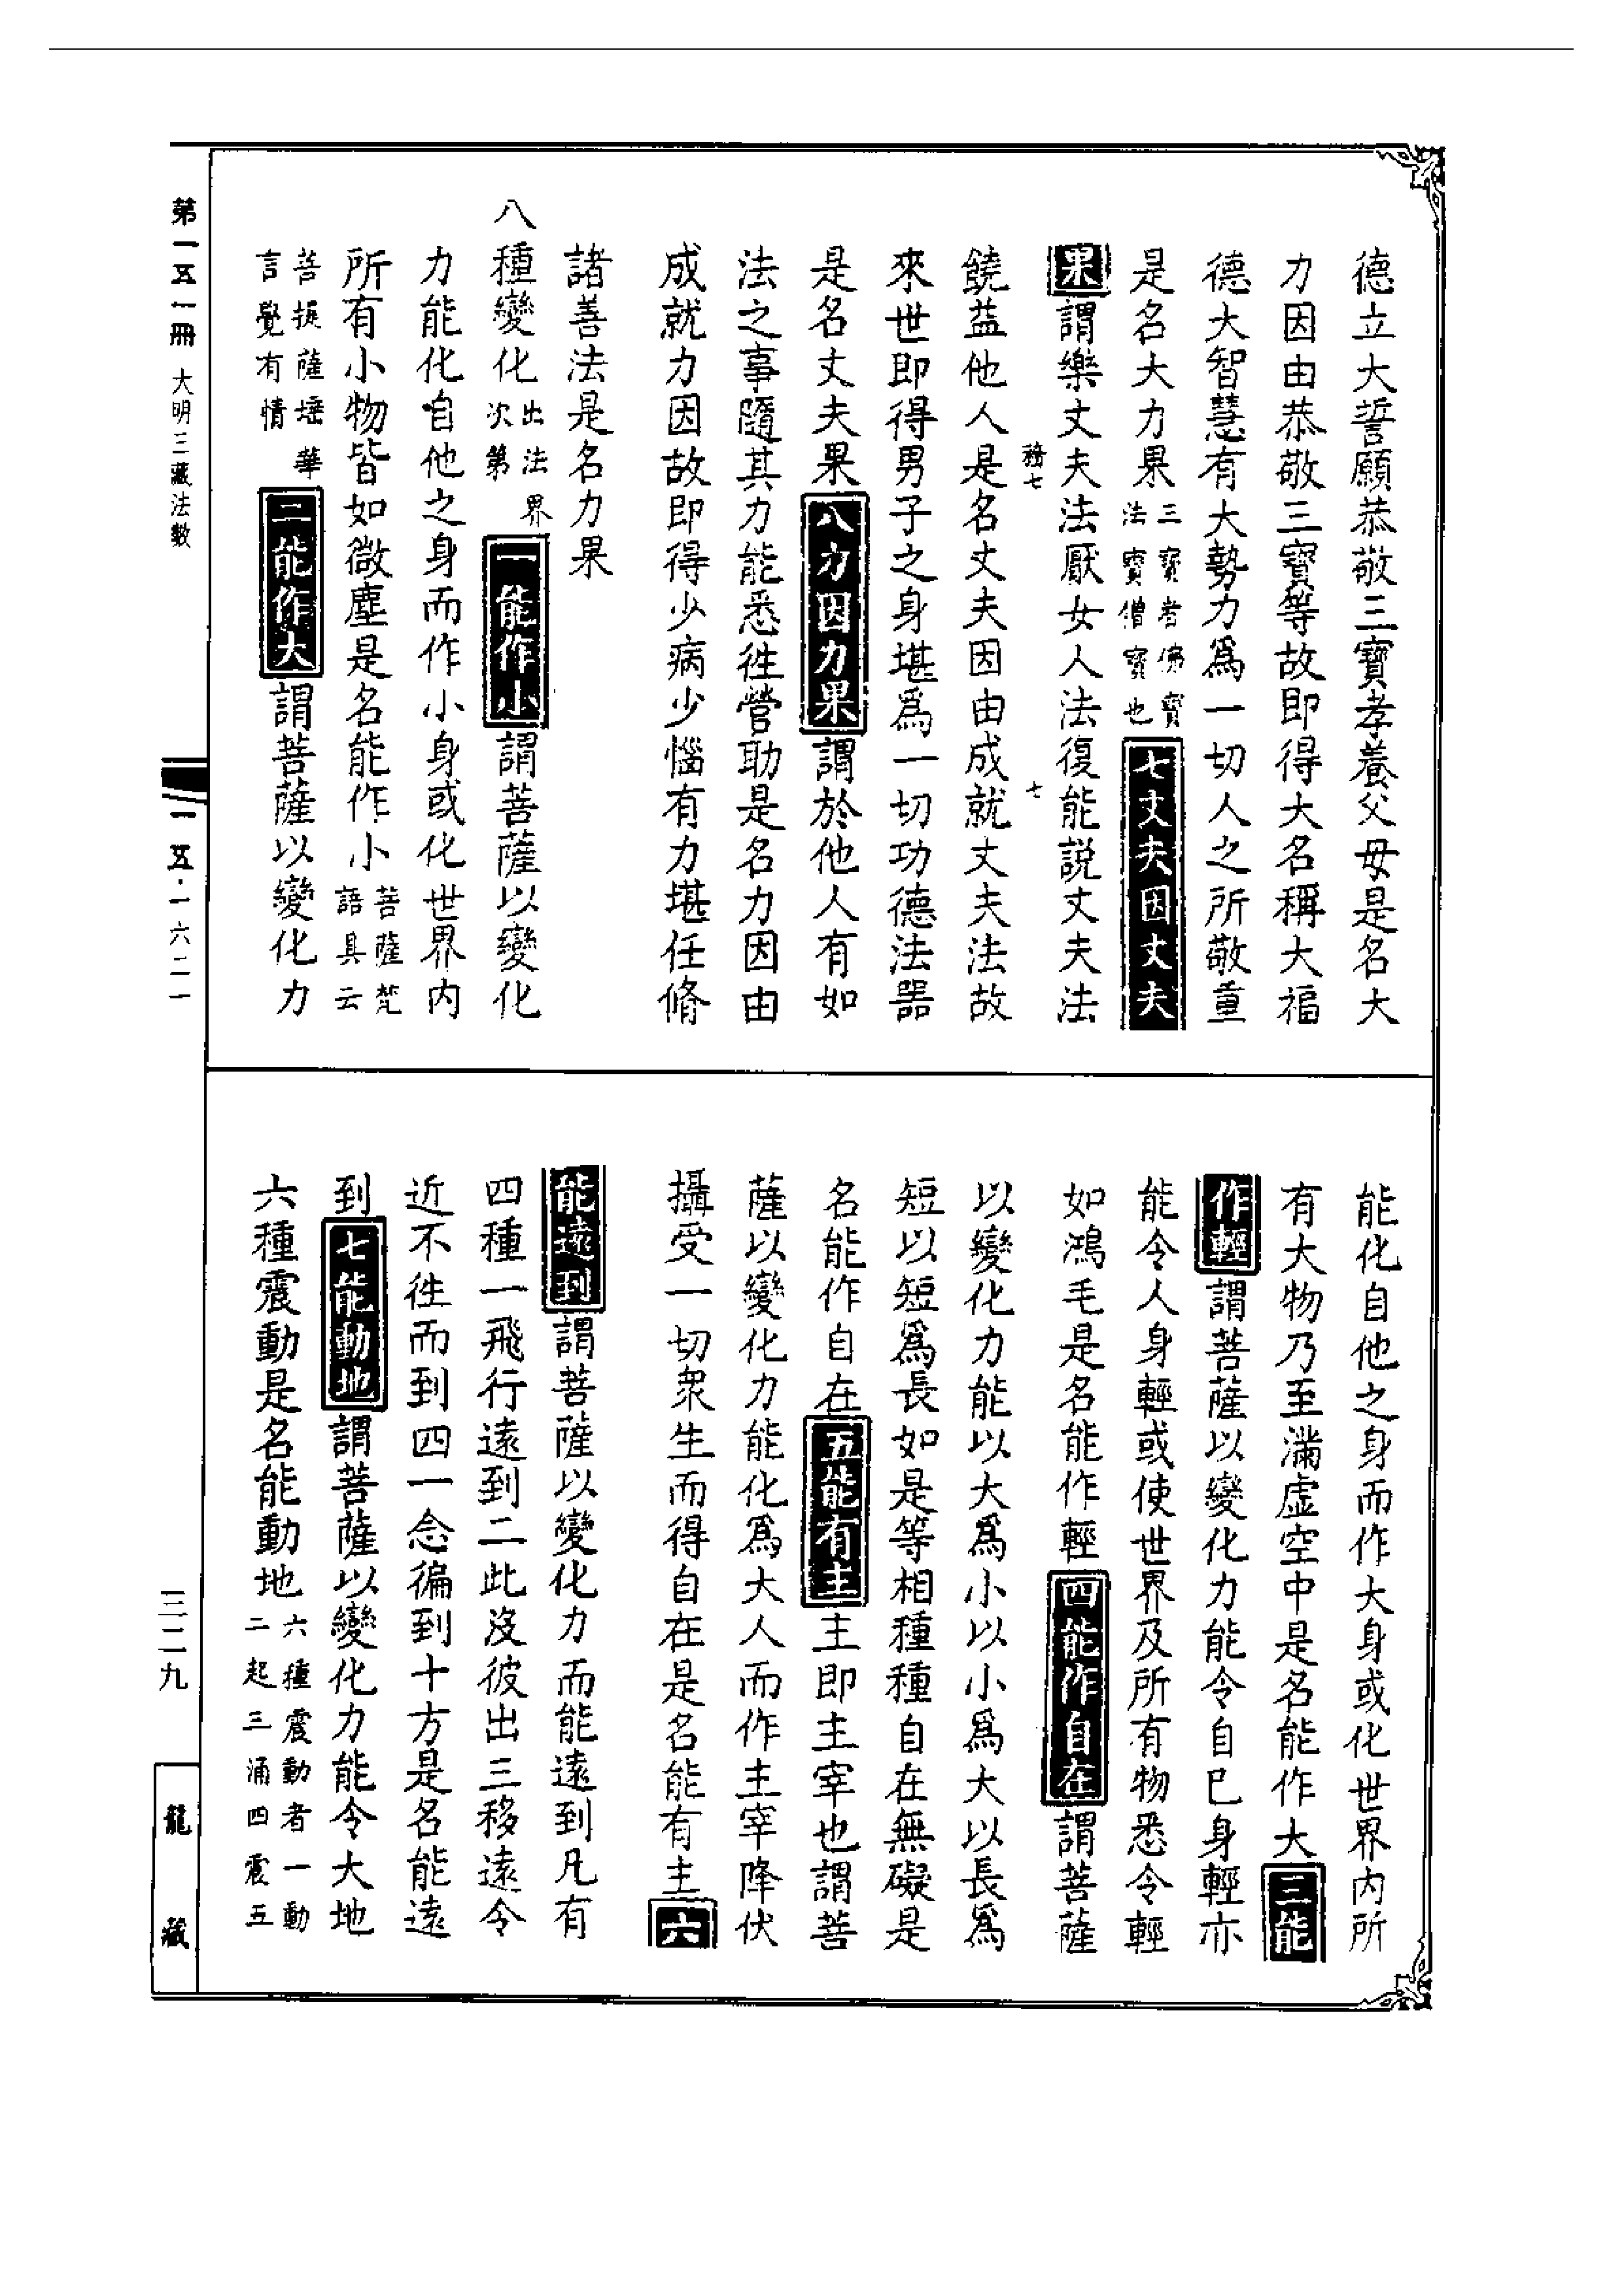 德立大誓願恭敬三寶孝養父母是名大
力因由恭敬三寶等故即得大名稱大福
德大智慧有大勢力爲一切人之所敬重
是名大力果三寶者佛寶法寶僧寶也七丈夫因丈夫
果謂樂丈夫法厭女人法復能説丈夫法
務七 七
饒益他人是名丈夫因由成就丈夫法故
來世即得男子之身堪爲一切功德法器
是名丈夫果八力因力果謂於他人有如
法之事隨其力能悉徃營助是名力因由
成就力因故即得少病少惱有力堪任脩
諸善法是名力果
八種變化出法界次第一能作小謂菩薩以變化
力能化自他之身而作小身或化世界内
所有小物皆如微塵是名能作小菩薩梵語具云
菩提薩埵華言覺有情二能作大謂菩薩以變化力
能化自他之身而作大身或化世界内所
有大物乃至滿虚空中是名能作大三能
作輕謂菩薩以變化力能令自已身輕亦
能令人身輕或使世界及所有物悉令輕
如鴻毛是名能作輕四能作自在謂菩薩
以變化力能以大爲小以小爲大以長爲
短以短爲長如是等相種種自在無礙是
名能作自在五能有主主即主宰也謂菩
薩以變化力能化爲大人而作主宰降伏
攝受一切衆生而得自在是名能有主六
能遠到謂菩薩以變化力而能遠到凡有
四種一飛行遠到二此沒彼出三移遠令
近不徃而到四一念徧到十方是名能遠
到七能動地謂菩薩以變化力能令大地
六種震動是名能動地六種震動者一動二起三涌四震五
第一五一冊 大明三藏法數
一五·一六二一
三二九
龍藏